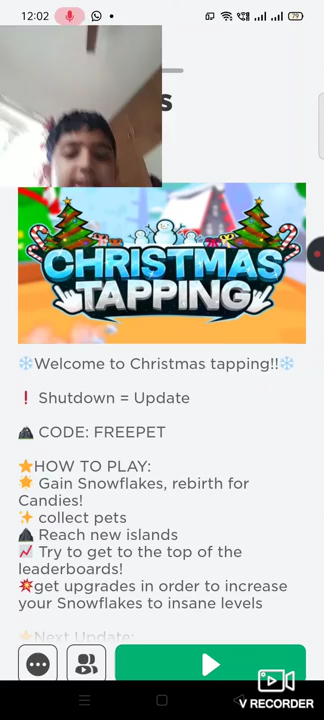 12:02
79
s
CHRISTMAS
TAPPING
❄Welcome to Christmas tapping!!❄
❗ Shutdown = Update
CODE: FREEPET
⭐HOW TO PLAY:
Gain Snowflakes, rebirth for
Candies!
✨ collect pets
Reach new islands
📈 Try to get to the top of the
leaderboards!
💥get upgrades in order to increase
your Snowflakes to insane levels
⭐Next Update:
V RECORDER